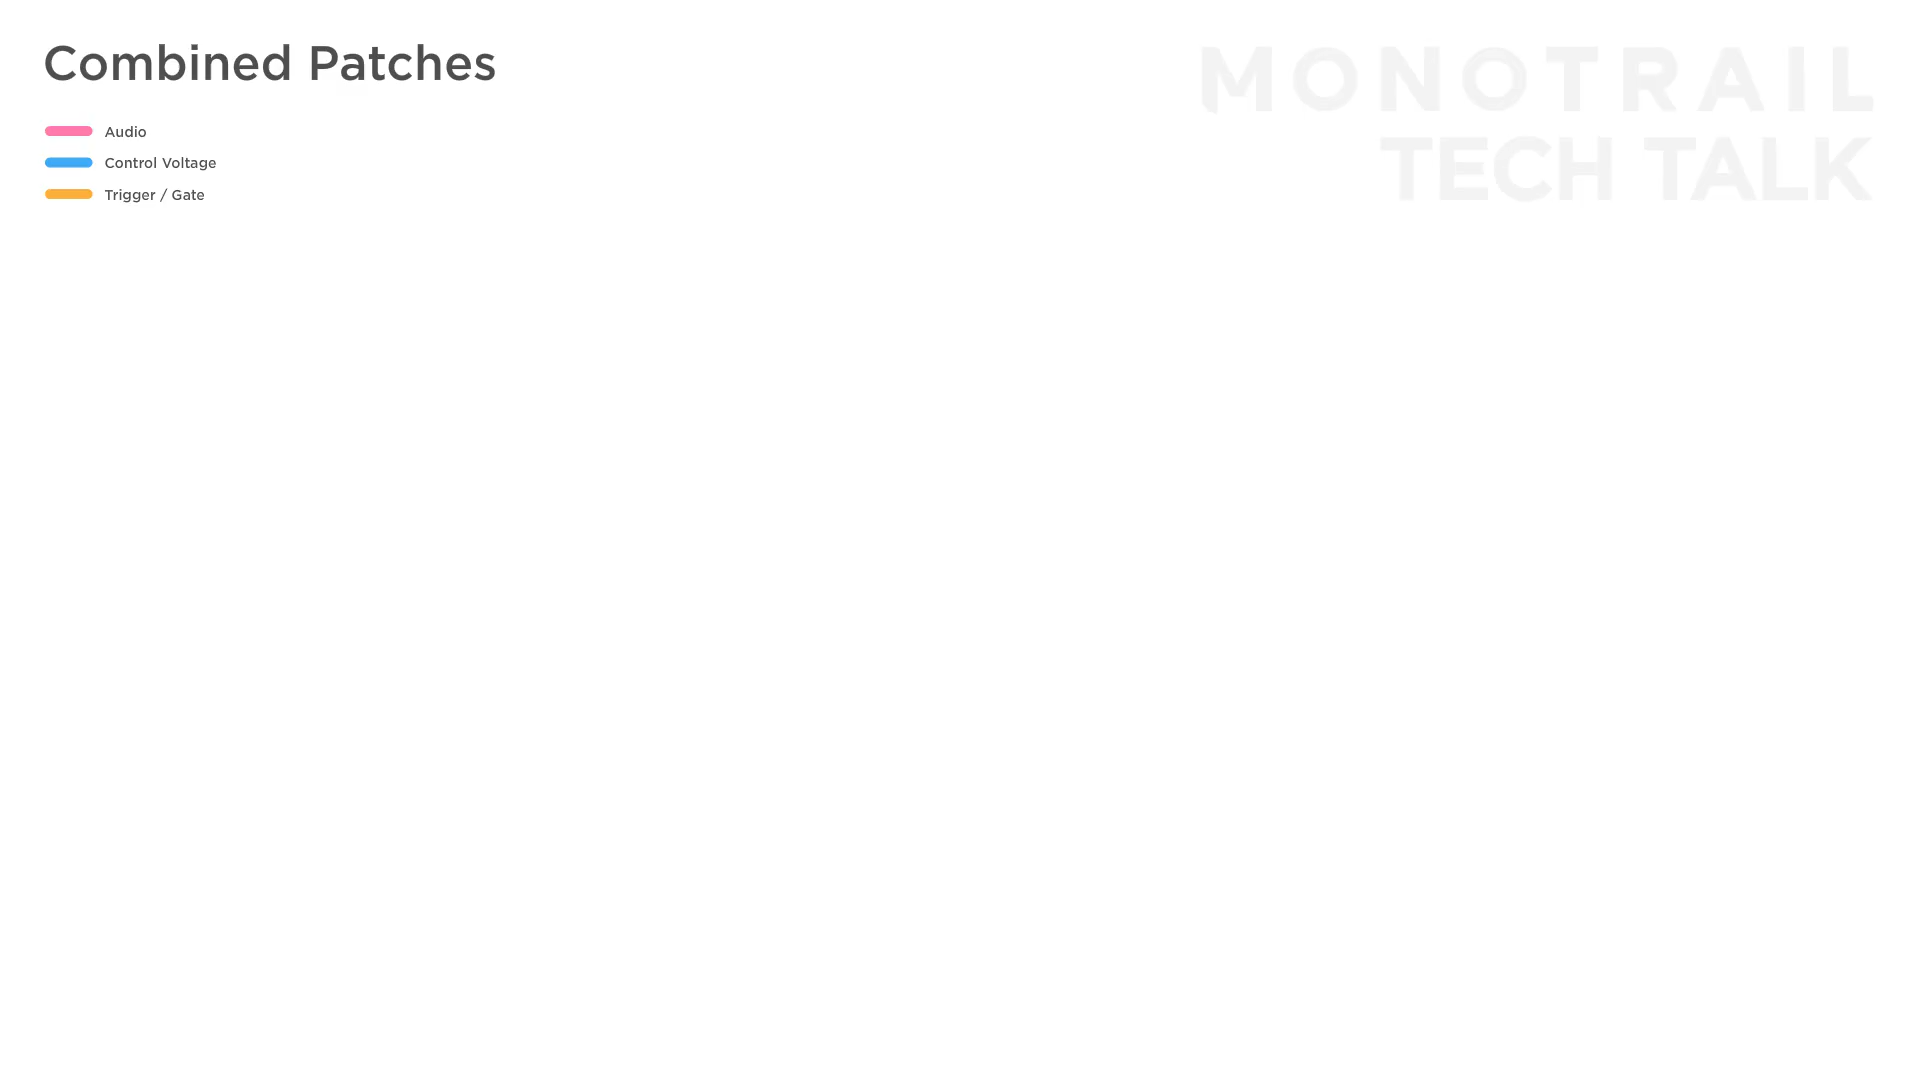 Combined Patches
Audio
Control Voltage
Trigger / Gate
MONOTRAIL
TECH TALK